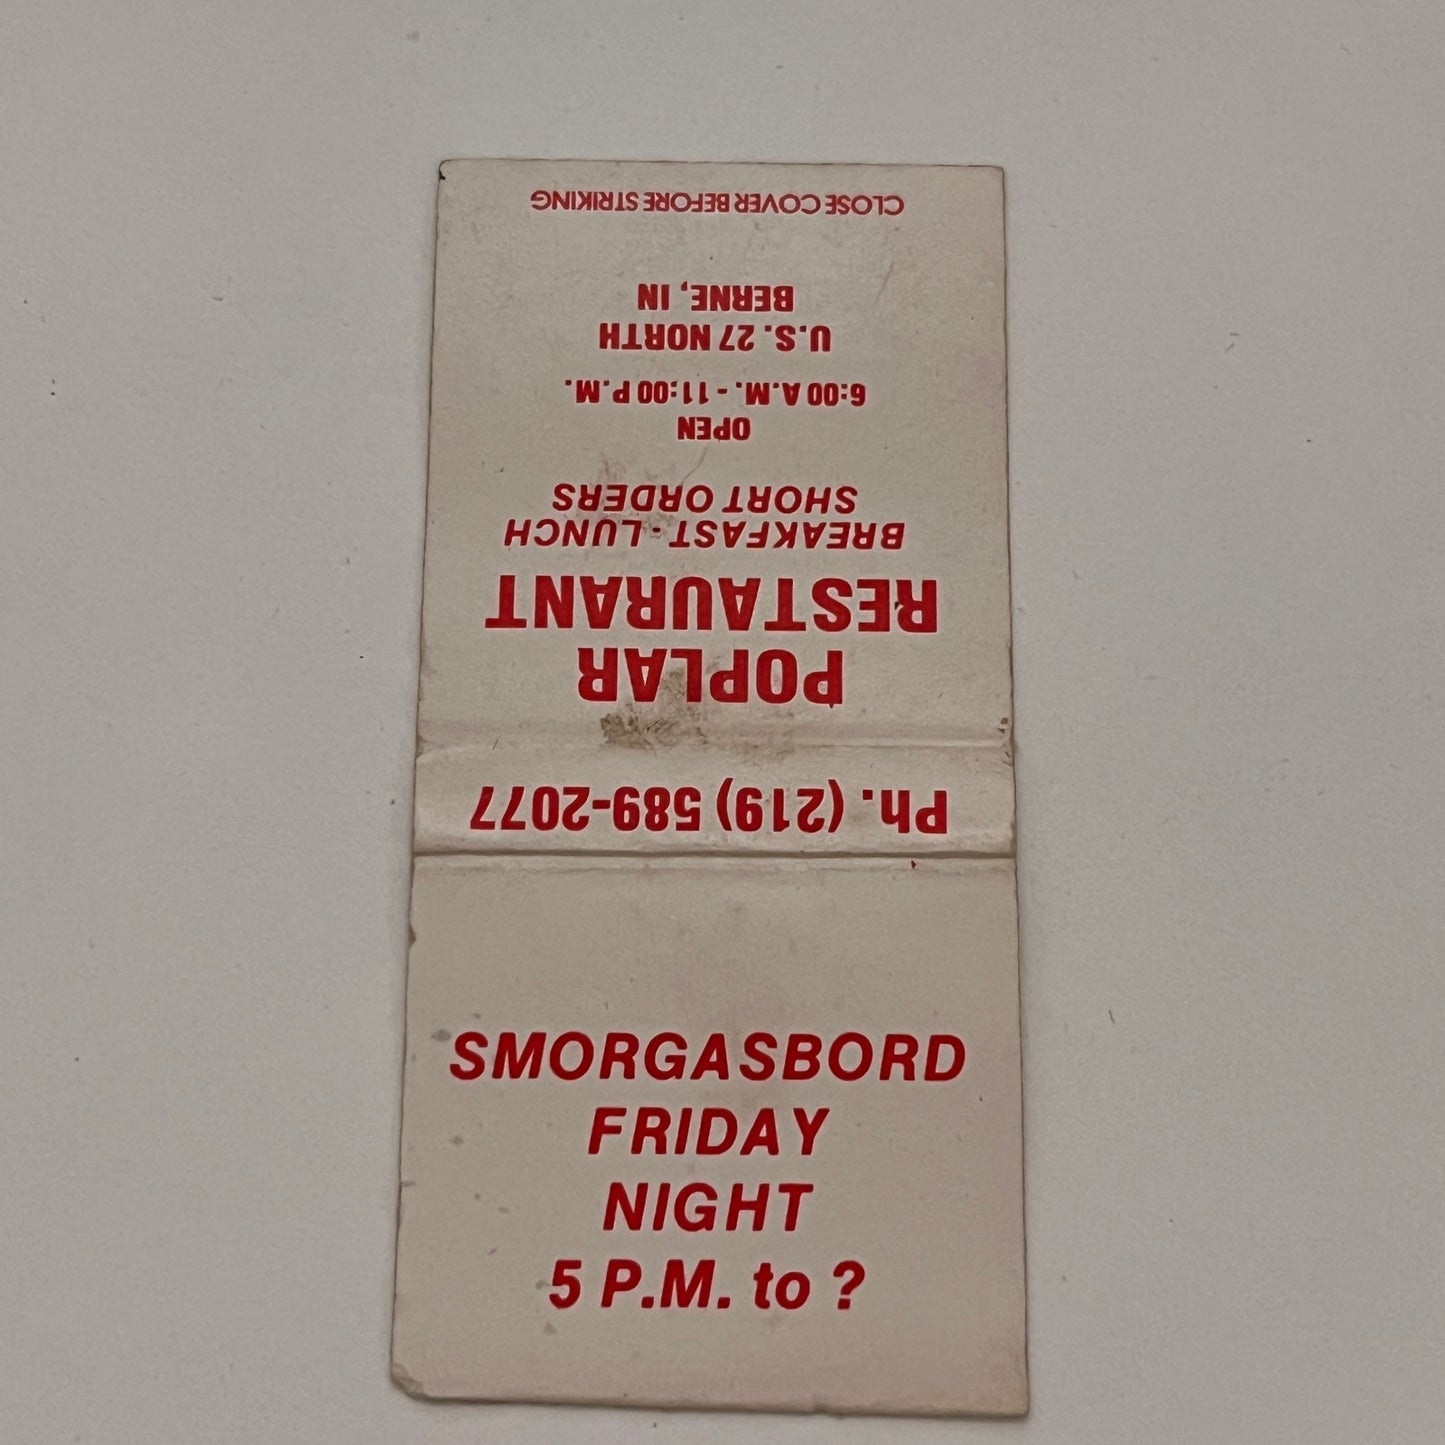 POPLAR
RESTAURANT
BREAKFAST - LUNCH
SHORT ORDERS
OPEN
6:00 A.M. - 11:00 P.M.
U.S. 27 NORTH
BERNE, IN
CLOSE COVER BEFORE STRIKING
Ph. (219) 589-2077
SMORGASBORD
FRIDAY
NIGHT
5 P.M. to ?